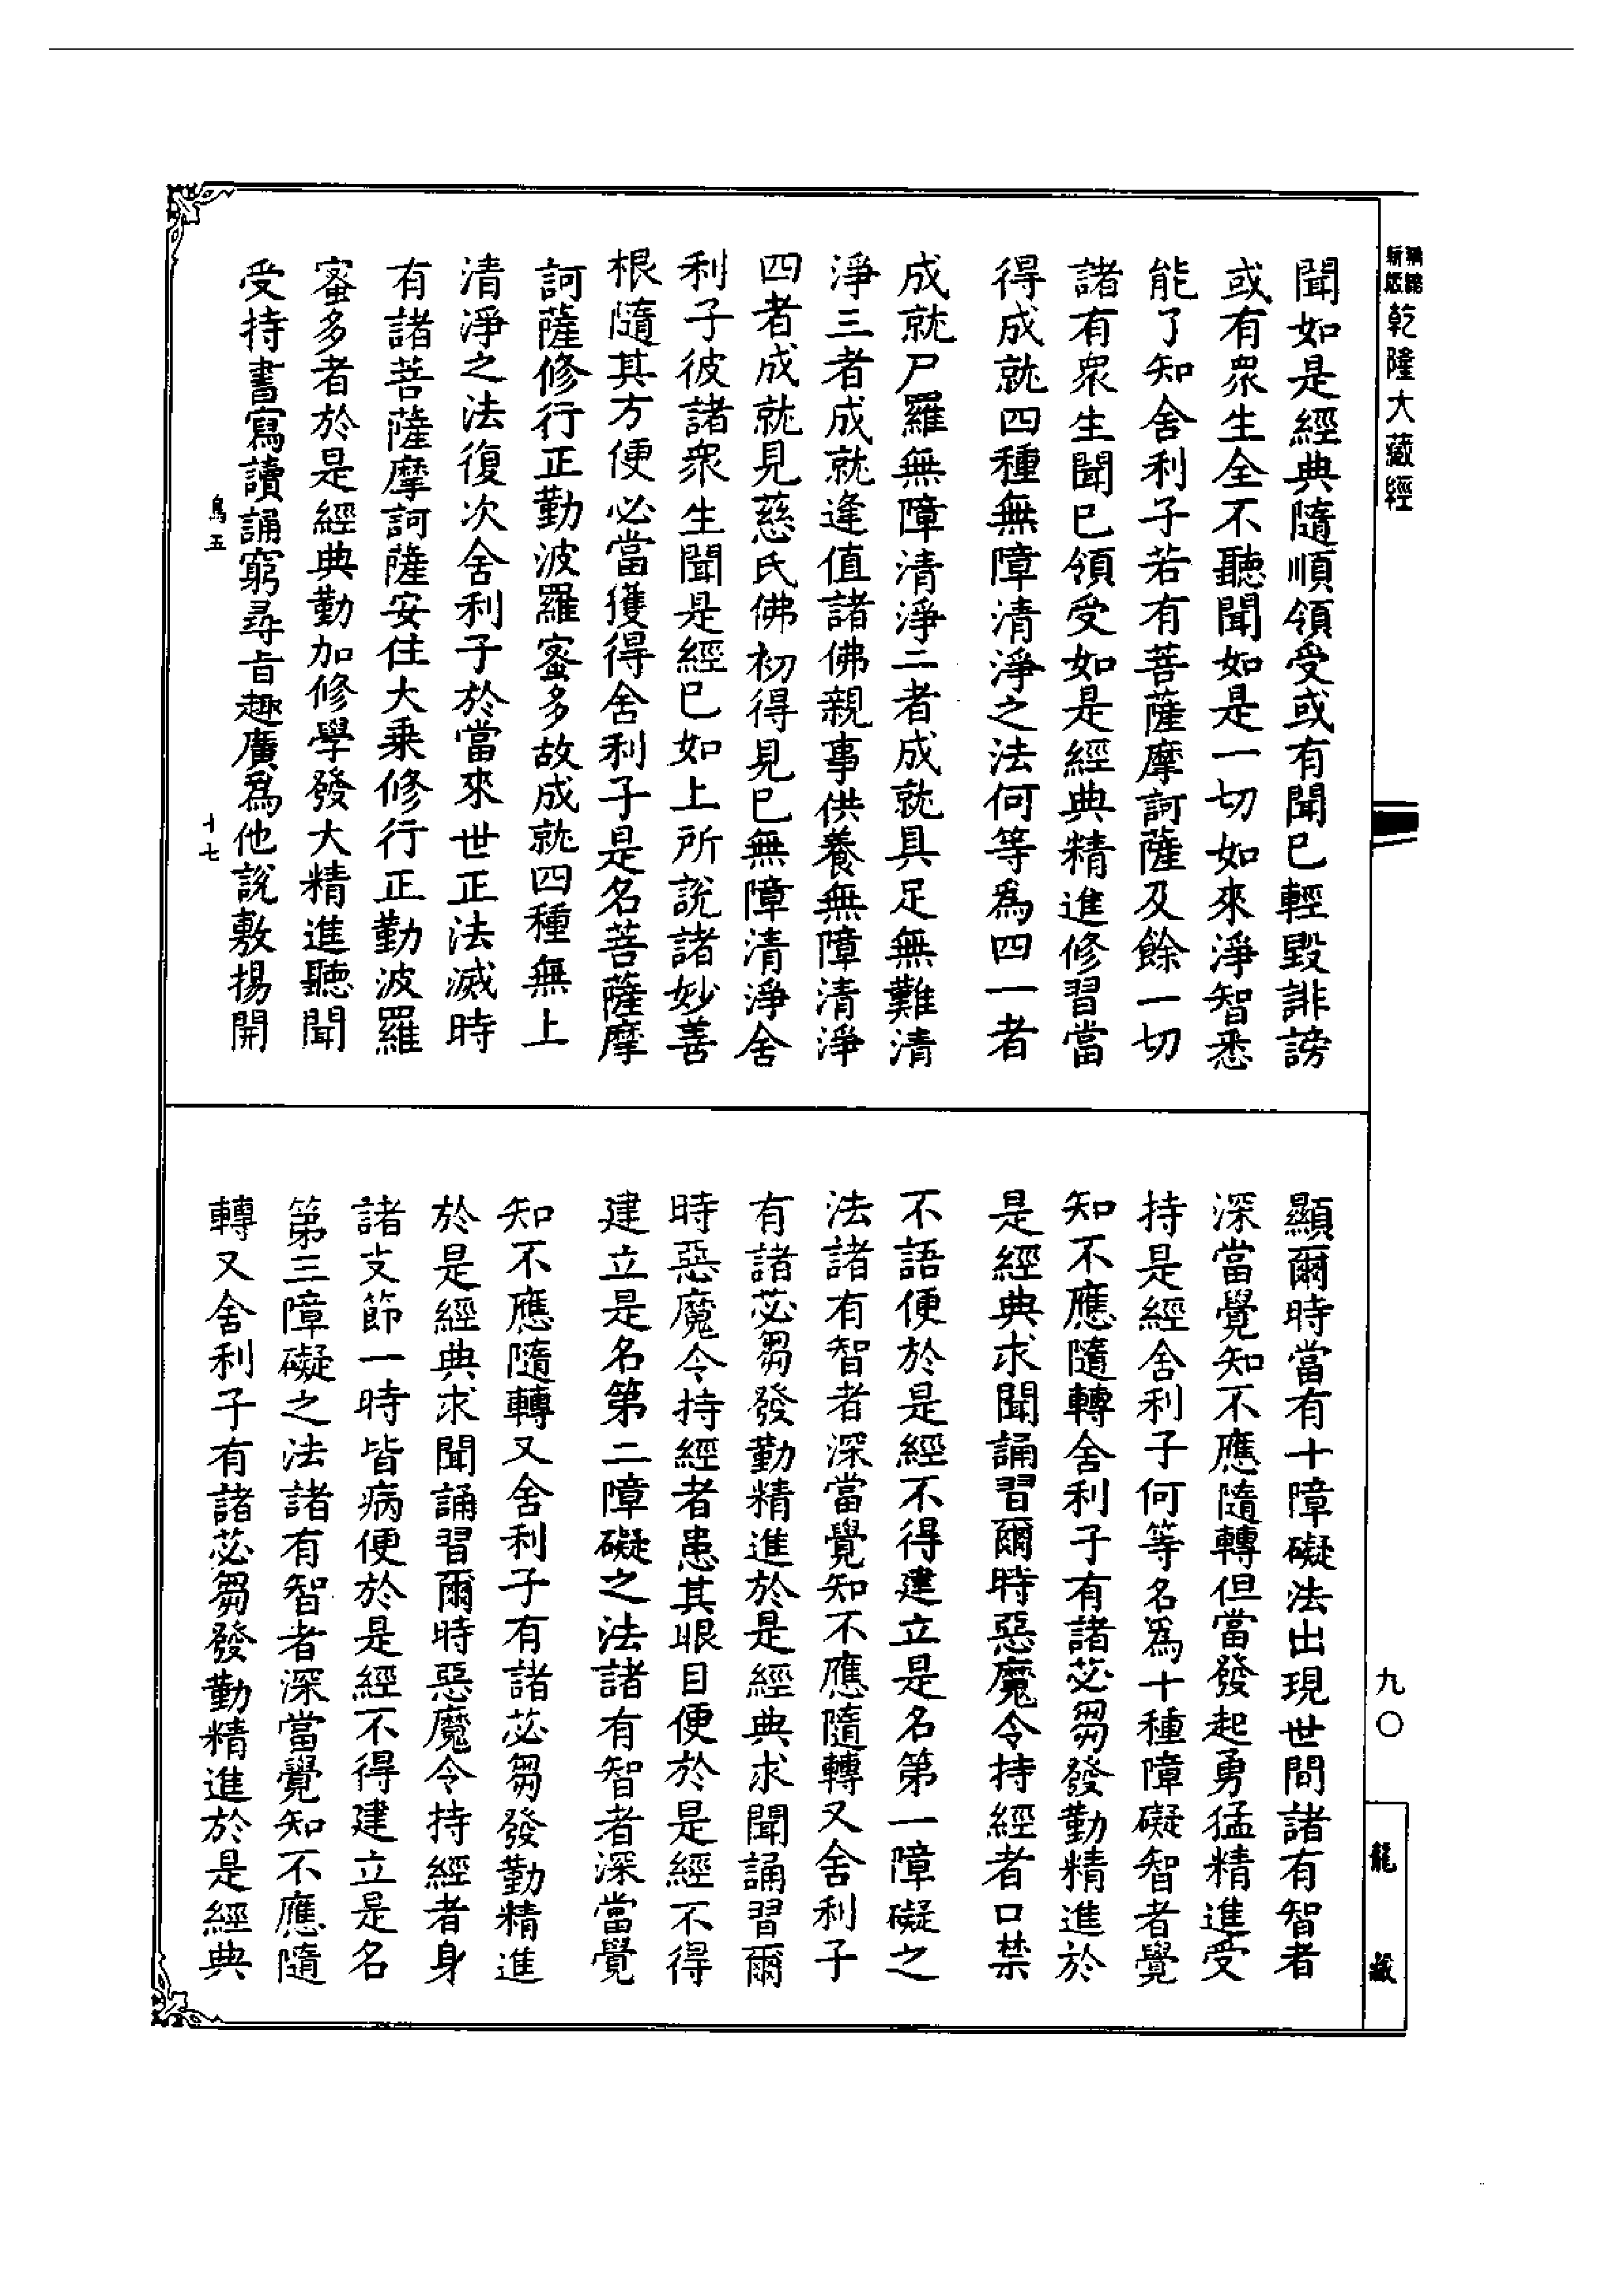 乾隆大藏經
聞如是經典隨順領受或有聞已輕毀誹謗
或有衆生全不聽聞如是一切如來淨智悉
能了知舍利子若有菩薩摩訶薩及餘一切
諸有衆生聞已領受如是經典精進修習當
得成就四種無障清淨之法何等爲四一者
成就尸羅無障清淨二者成就具足無難清
淨三者成就逢值諸佛親事供養無障清淨
四者成就見慈氏佛初得見已無障清淨舍
利子彼諸衆生聞是經已如上所說諸妙善
根隨其方便必當獲得舍利子是名菩薩摩
訶薩修行正勤波羅蜜多故成就四種無上
清淨之法復次舍利子於當來世正法滅時
有諸菩薩摩訶薩安住大乘修行正勤波羅
蜜多者於是經典勤加修學發大精進聽聞
受持書寫讀誦窮尋旨趣廣爲他說敷揚開
五
十七
九〇
龍藏
顯爾時當有十障礙法出現世間諸有智者
深當覺知不應隨轉但當發起勇猛精進受
持是經舍利子何等名爲十種障礙智者覺
知不應隨轉舍利子有諸苾芻發勤精進於
是經典求聞誦習爾時惡魔令持經者口禁
不語便於是經不得建立是名第一障礙之
法諸有智者深當覺知不應隨轉又舍利子
有諸苾芻發勤精進於是經典求聞誦習爾
時惡魔令持經者患其眼目便於是經不得
建立是名第二障礙之法諸有智者深當覺
知不應隨轉又舍利子有諸苾芻發勤精進
於是經典求聞誦習爾時惡魔令持經者身
諸支節一時皆病便於是經不得建立是名
第三障礙之法諸有智者深當覺知不應隨
轉又舍利子有諸苾芻發勤精進於是經典